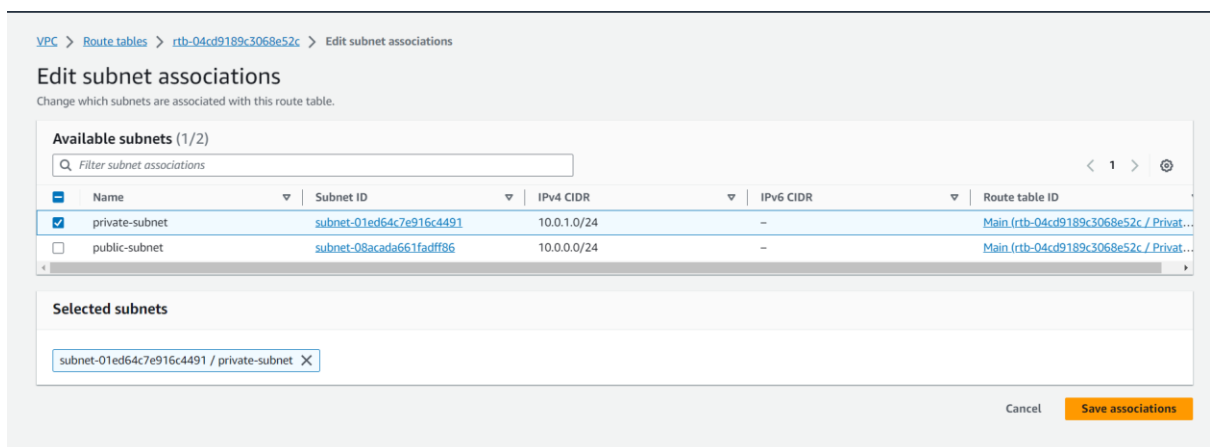 VPC > Route tables > rtb-04cd9189c3068e52c > Edit subnet associations
Edit subnet associations
Change which subnets are associated with this route table.
Available subnets (1/2)
Filter subnet associations
< 1 >
Name Subnet ID IPv4 CIDR IPv6 CIDR Route table ID
private-subnet subnet-01ed64c7e916c4491 10.0.1.0/24 – Main (rtb-04cd9189c3068e52c / Privat...
public-subnet subnet-08acada661fadff86 10.0.0.0/24 – Main (rtb-04cd9189c3068e52c / Privat...
Selected subnets
subnet-01ed64c7e916c4491 / private-subnet X
Cancel Save associations